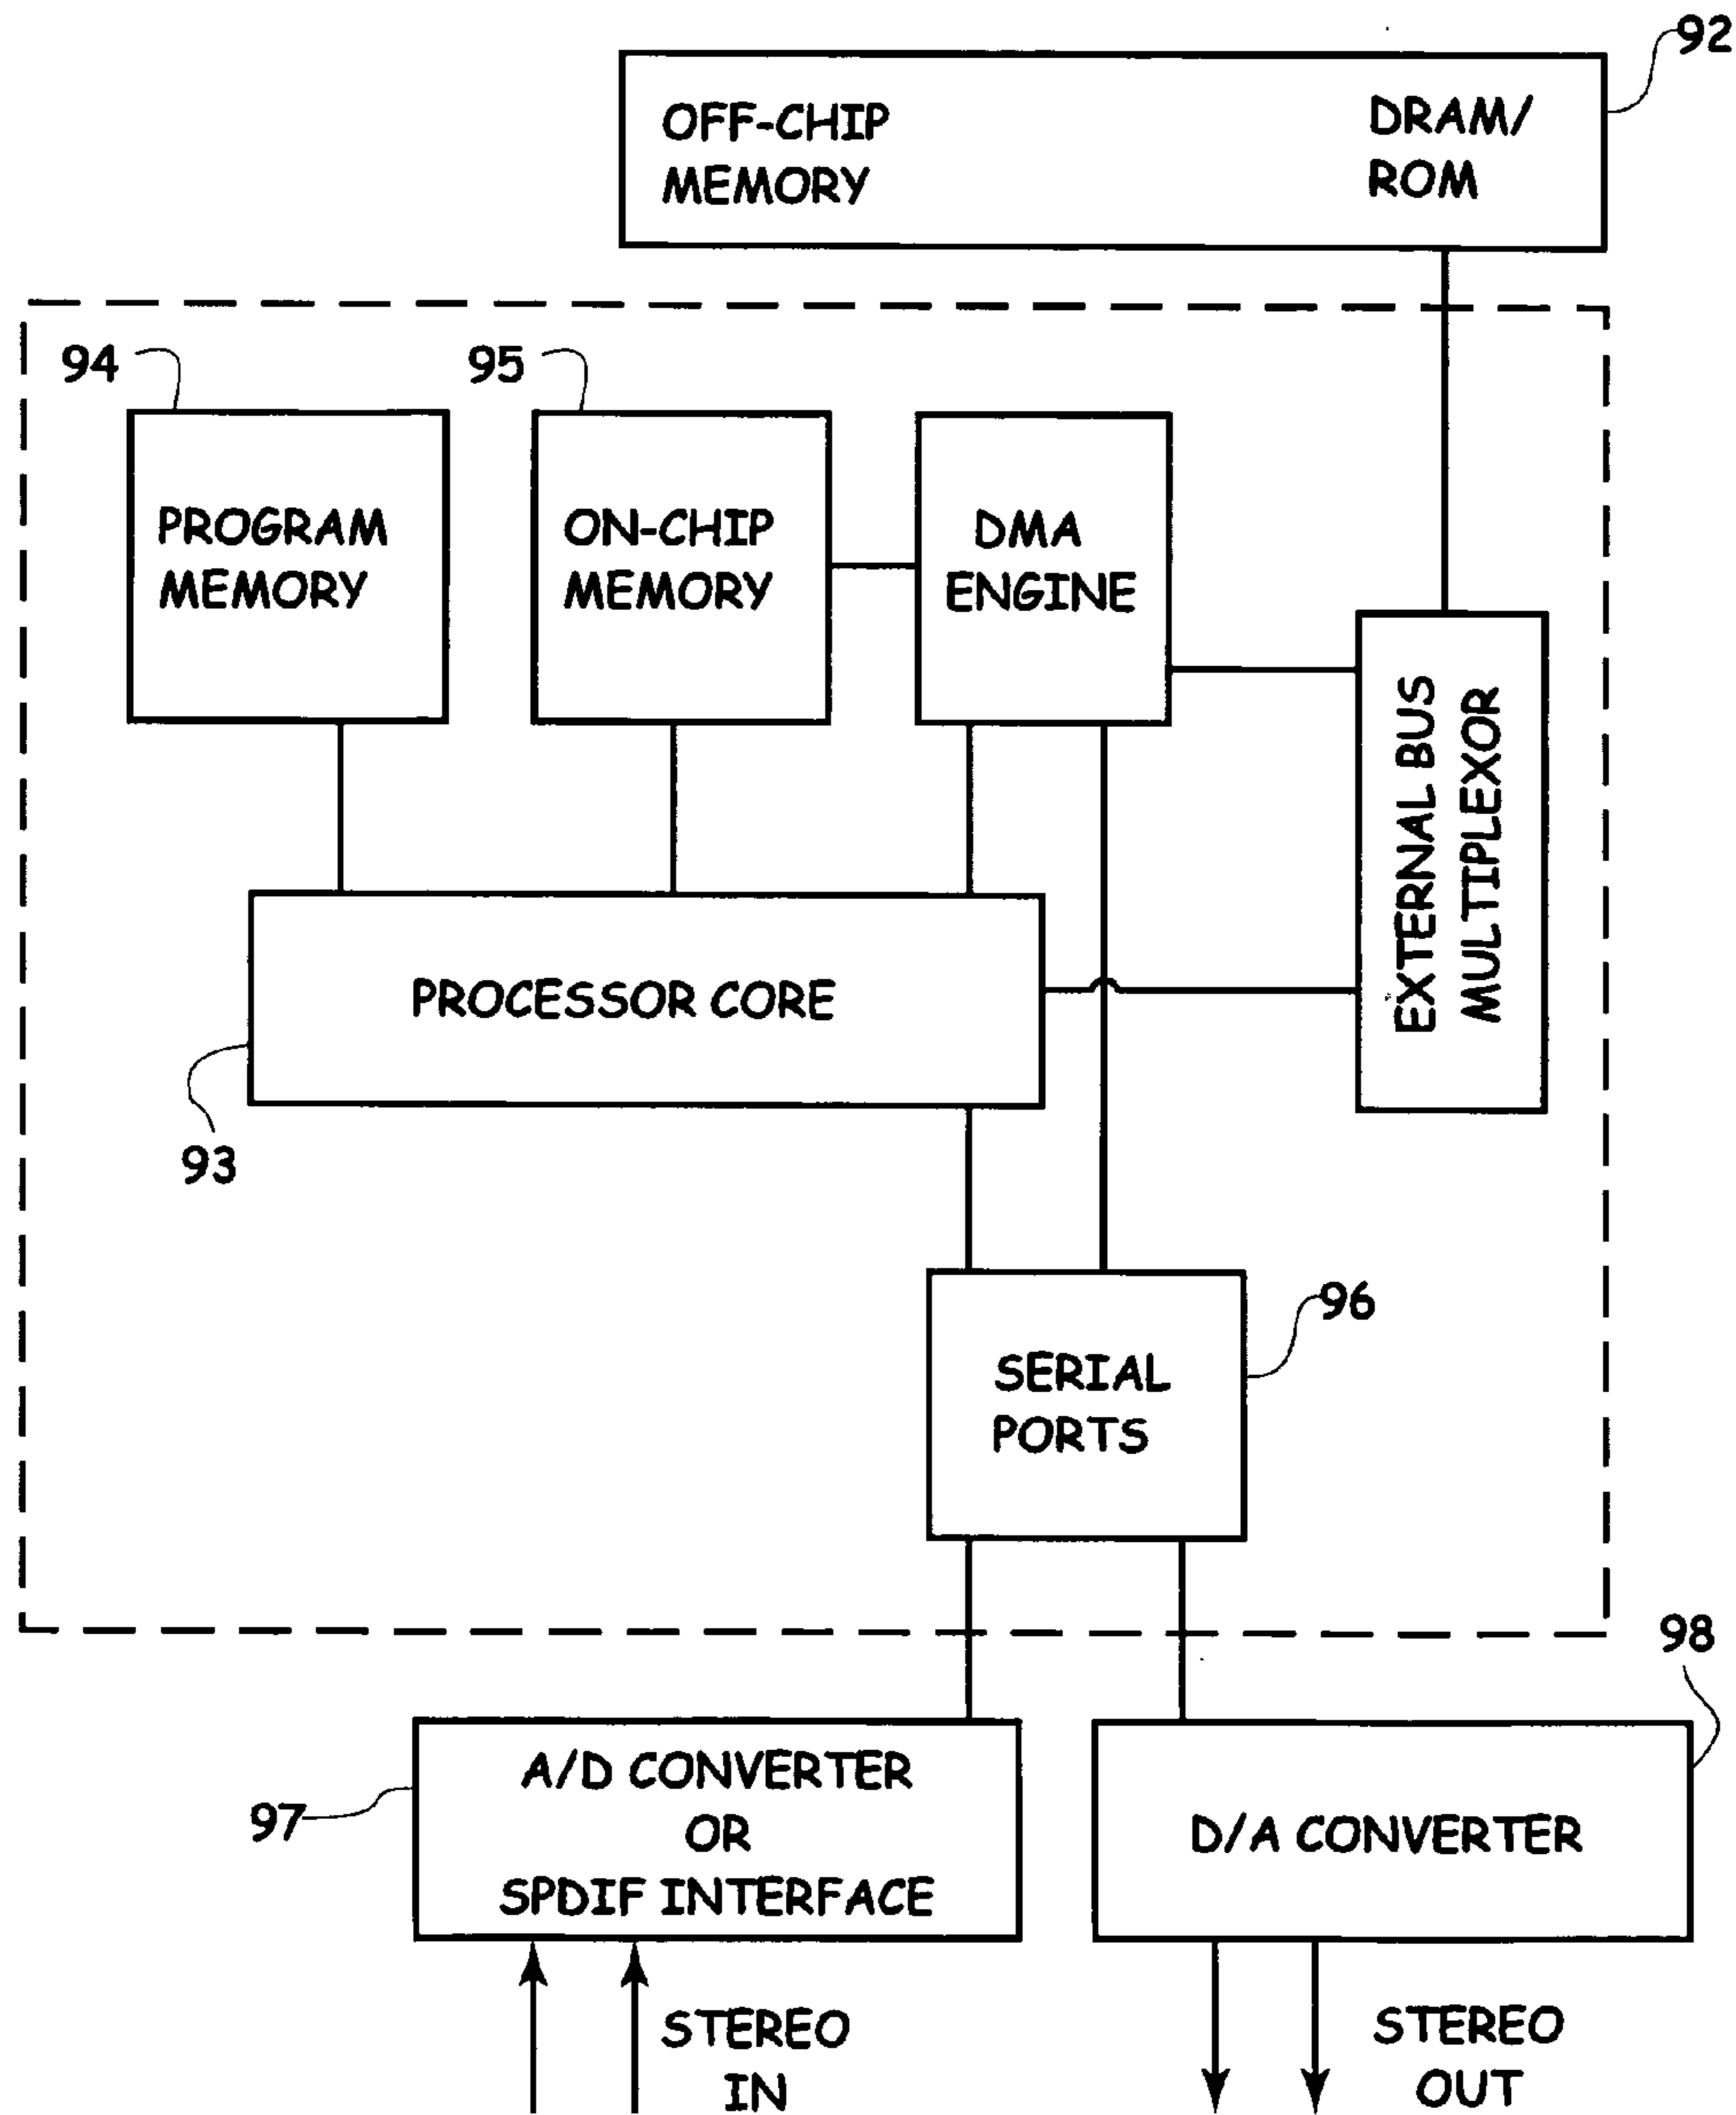 92
OFF-CHIP
MEMORY
DRAM/
ROM
94
95
PROGRAM
MEMORY
ON-CHIP
MEMORY
DMA
ENGINE
EXTERNAL BUS
MULTIPLEXOR
PROCESSOR CORE
93
96
SERIAL
PORTS
98
97
A/D CONVERTER
OR
SPDIF INTERFACE
D/A CONVERTER
STEREO
IN
STEREO
OUT